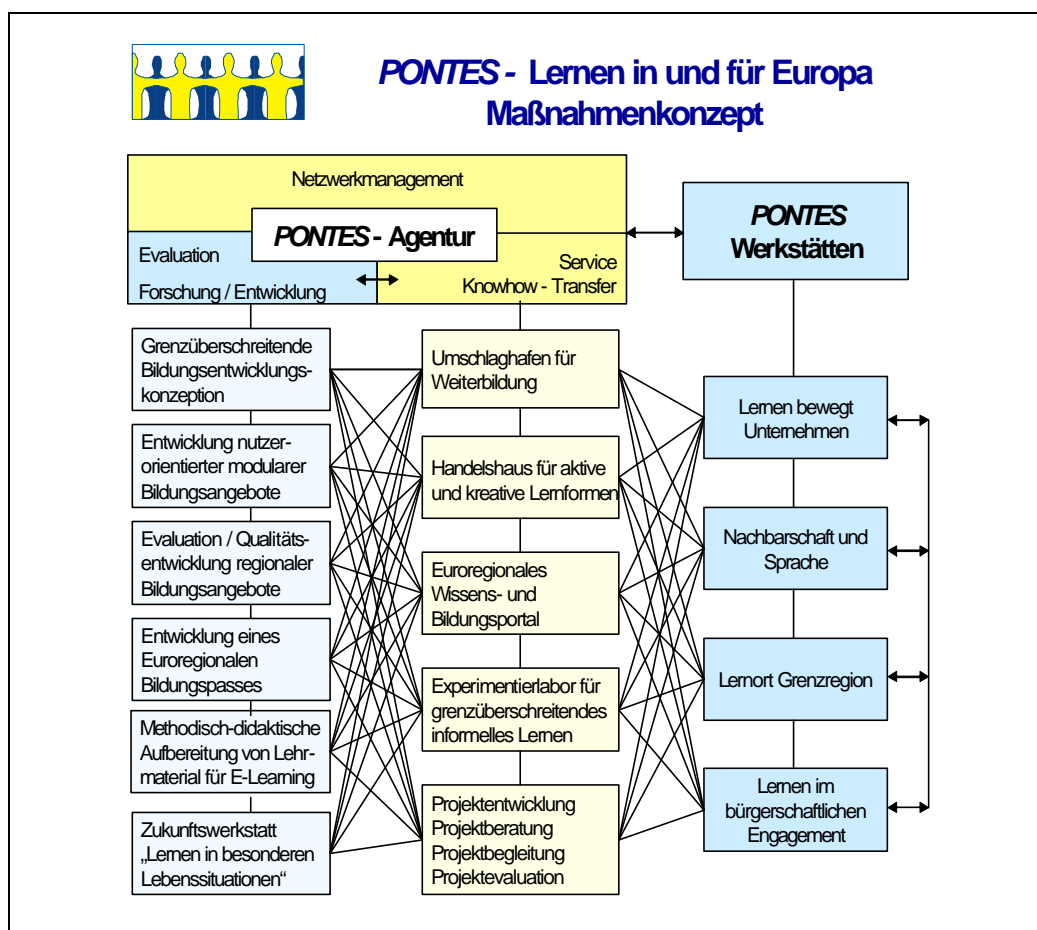 PONTES - Lernen in und für Europa
Maßnahmenkonzept
Netzwerkmanagement
PONTES - Agentur
Evaluation
Forschung / Entwicklung
Service
Knowhow - Transfer
PONTES
Werkstätten
Grenzüberschreitende
Bildungsentwicklungs-
konzeption
Entwicklung nutzer-
orientierter modularer
Bildungsangebote
Evaluation / Qualitäts-
entwicklung regionaler
Bildungsangebote
Entwicklung eines
Euroregionalen
Bildungspasses
Methodisch-didaktische
Aufbereitung von Lehr-
material für E-Learning
Zukunftswerkstatt
„Lernen in besonderen
Lebenssituationen“
Umschlaghafen für
Weiterbildung
Handelshaus für aktive
und kreative Lernformen
Euroregionales
Wissens- und
Bildungsportal
Experimentierlabor für
grenzüberschreitendes
informelles Lernen
Projektentwicklung
Projektberatung
Projektbegleitung
Projektevaluation
Lernen bewegt
Unternehmen
Nachbarschaft und
Sprache
Lernort Grenzregion
Lernen im
bürgerschaftlichen
Engagement